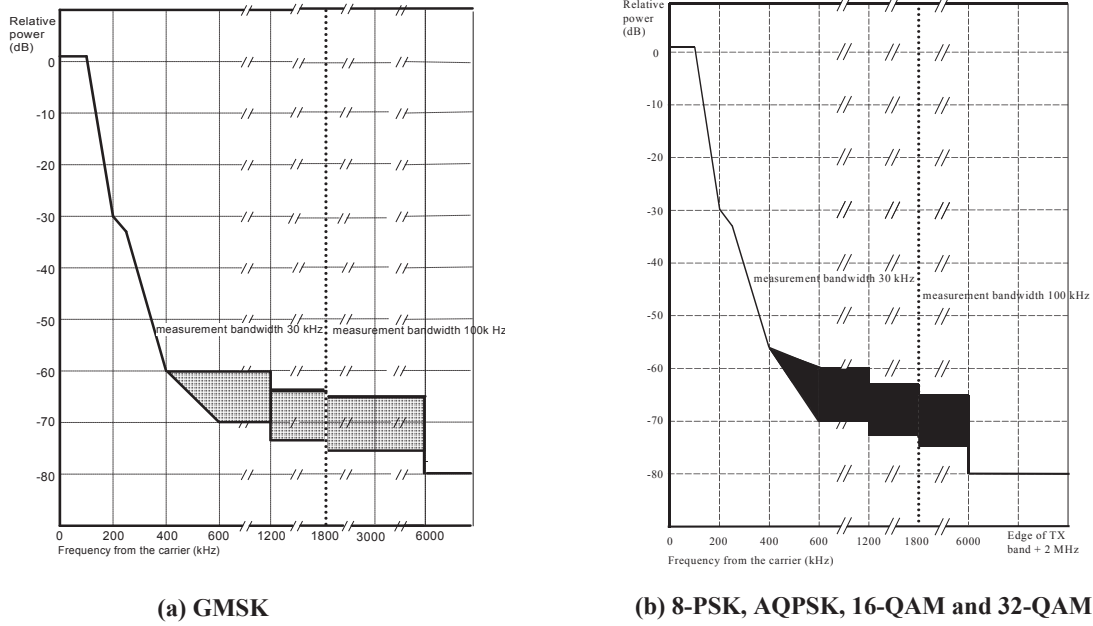 Relative
power
(dB)
0
-10
-20
-30
-40
-50
-60
-70
-80
measurement bandwidth 30 kHz
measurement bandwidth 100k Hz
0 200 400 600 1200 1800 3000 6000
Frequency from the carrier (kHz)
(a) GMSK
Relative
power
(dB)
0
-10
-20
-30
-40
-50
-60
-70
-80
measurement bandwidth 30 kHz
measurement bandwidth 100 kHz
0 200 400 600 1200 1800 6000 Edge of TX
band + 2 MHz
Frequency from the carrier (kHz)
(b) 8-PSK, AQPSK, 16-QAM and 32-QAM